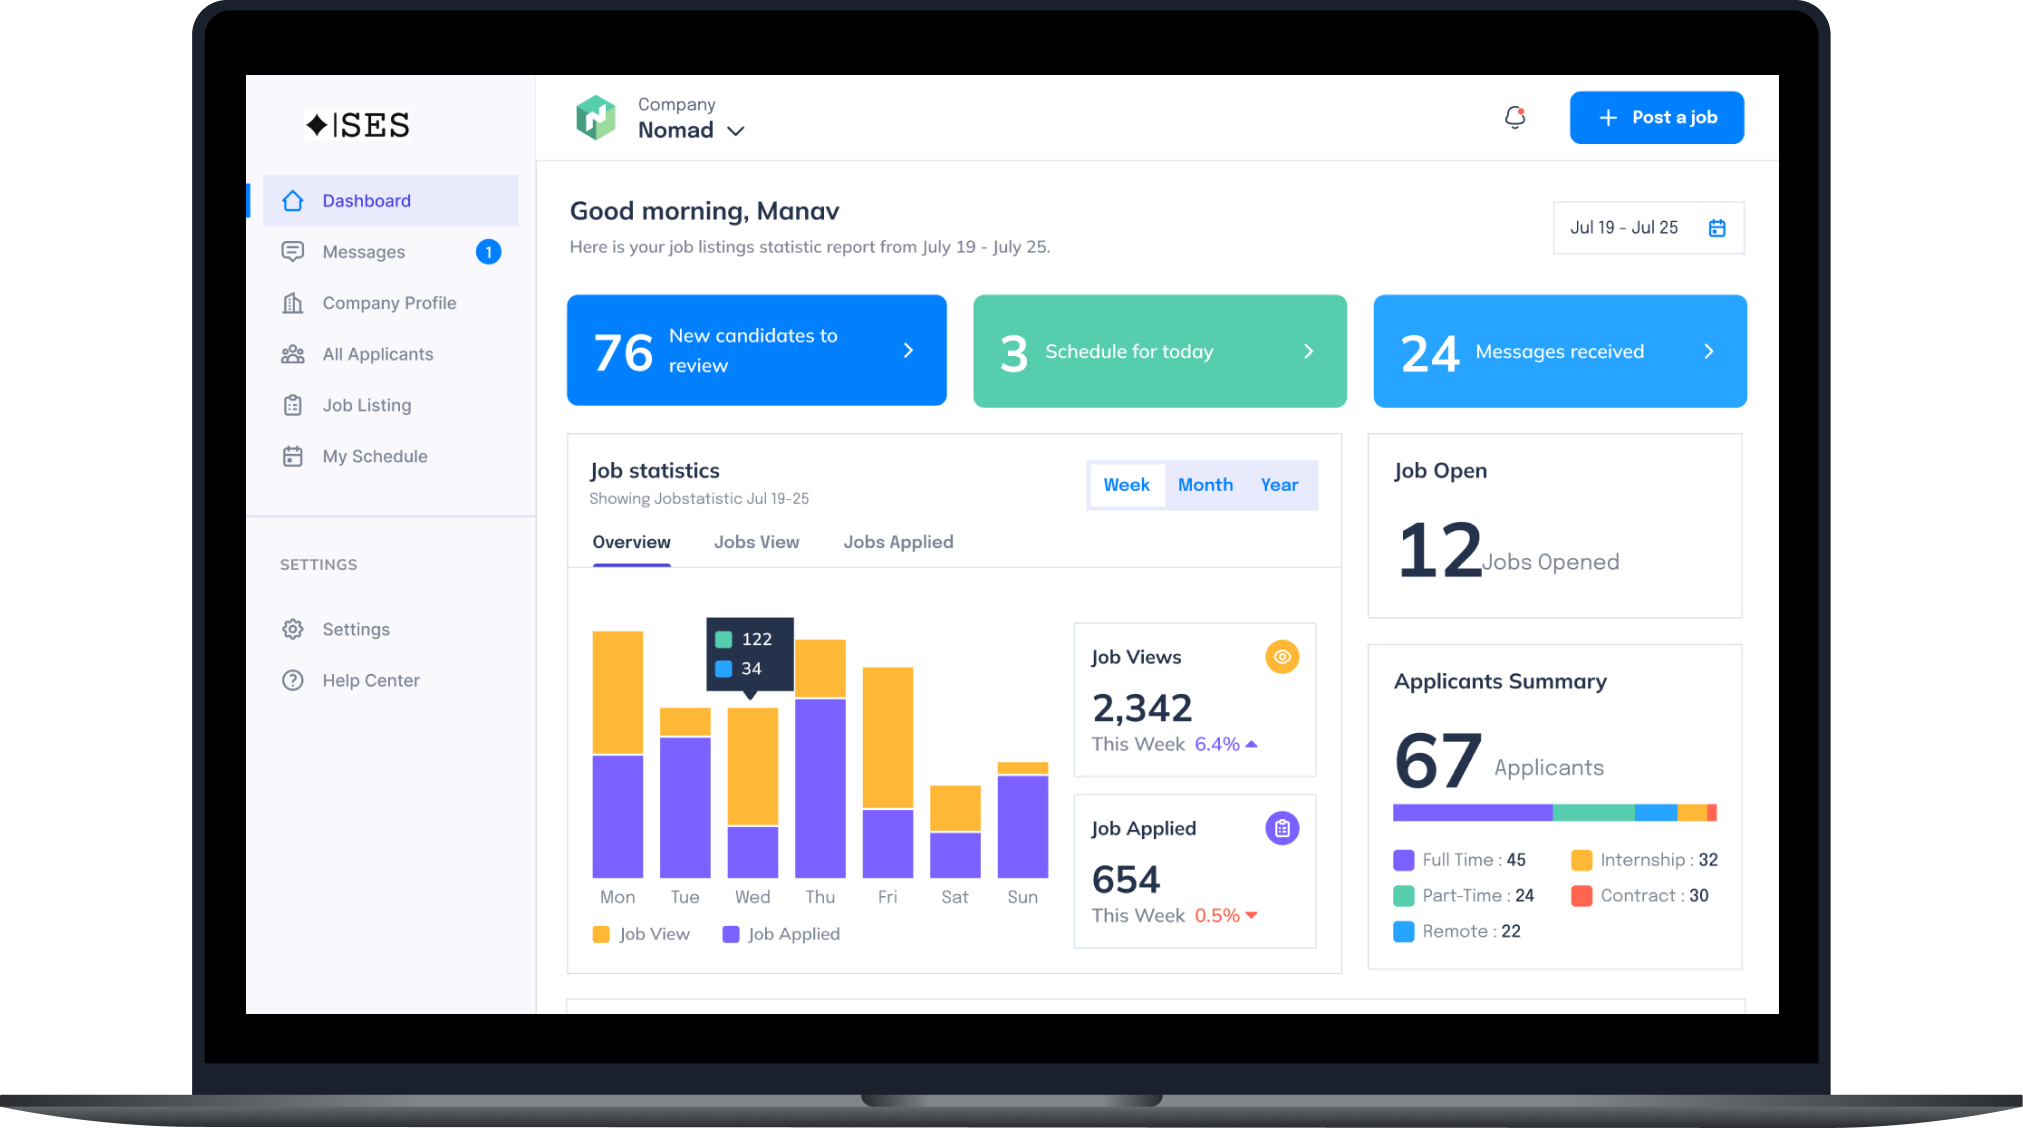 SES
Company
Nomad
Post a job
Dashboard
Messages 1
Company Profile
All Applicants
Job Listing
My Schedule
SETTINGS
Settings
Help Center
Good morning, Manav
Here is your job listings statistic report from July 19 - July 25.
Jul 19 - Jul 25
76 New candidates to
review
3 Schedule for today
24 Messages received
Job statistics
Showing Jobstatistic Jul 19-25
Week Month Year
Overview Jobs View Jobs Applied
122
34
Mon Tue Wed Thu Fri Sat Sun
Job View Job Applied
Job Views
2,342
This Week 6.4%
Job Applied
654
This Week 0.5%
Job Open
12 Jobs Opened
Applicants Summary
67 Applicants
Full Time : 45 Internship : 32
Part-Time : 24 Contract : 30
Remote : 22